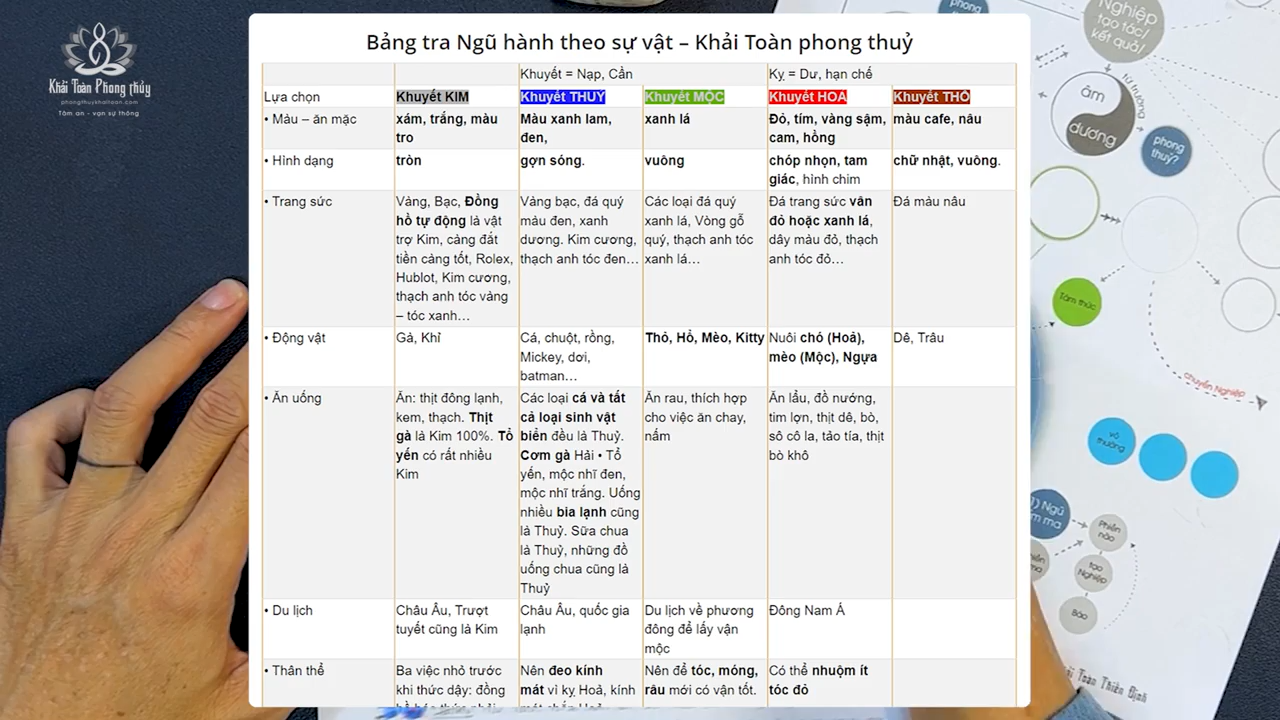 Khải Toàn Phong thủy
phongthuykhaitoan.com
Tâm an - vạn sự thông
Bảng tra Ngũ hành theo sự vật – Khải Toàn phong thuỷ
Khuyết = Nạp, Cần
Kỵ = Dư, hạn chế
Lựa chọn
Khuyết KIM
Khuyết THUỶ
Khuyết MỘC
Khuyết HOẢ
Khuyết THỔ
• Màu – ăn mặc
xám, trắng, màu
tro
Màu xanh lam,
đen,
xanh lá
Đỏ, tím, vàng sậm,
cam, hồng
màu cafe, nâu
• Hình dạng
tròn
gợn sóng.
vuông
chóp nhọn, tam
giác, hình chim
chữ nhật, vuông.
• Trang sức
Vàng, Bạc, Đồng
hồ tự động là vật
trợ Kim, càng đắt
tiền càng tốt, Rolex,
Hublot, Kim cương,
thạch anh tóc vàng
– tóc xanh…
Vàng bạc, đá quý
màu đen, xanh
dương. Kim cương,
thạch anh tóc đen…
Các loại đá quý
xanh lá, Vòng gỗ
quý, thạch anh tóc
xanh lá…
Đá trang sức vân
đỏ hoặc xanh lá,
dây màu đỏ, thạch
anh tóc đỏ…
Đá màu nâu
• Động vật
Gà, Khỉ
Cá, chuột, rồng,
Mickey, dơi,
batman…
Thỏ, Hổ, Mèo, Kitty
Nuôi chó (Hoả),
mèo (Mộc), Ngựa
Dê, Trâu
• Ăn uống
Ăn: thịt đông lạnh,
kem, thạch. Thịt
gà là Kim 100%. Tổ
yến có rất nhiều
Kim
Các loại cá và tất
cả loại sinh vật
biển đều là Thuỷ.
Cơm gà Hải • Tổ
yến, mộc nhĩ đen,
mộc nhĩ trắng. Uống
nhiều bia lạnh cũng
là Thuỷ. Sữa chua
là Thuỷ, những đồ
uống chua cũng là
Thuỷ
Ăn rau, thích hợp
cho việc ăn chay,
nấm
Ăn lẩu, đồ nướng,
tim lợn, thịt dê, bò,
sô cô la, táo tía, thịt
bò khô
• Du lịch
Châu Âu, Trượt
tuyết cũng là Kim
Châu Âu, quốc gia
lạnh
Du lịch về phương
đông để lấy vận
mộc
Đông Nam Á
• Thân thể
Ba việc nhỏ trước
khi thức dậy: đồng
Nên đeo kính
mát vì kỵ Hoả, kính
Nên để tóc, móng,
râu mới có vận tốt.
Có thể nhuộm ít
tóc đỏ
phong
Nghiệp
tạo tác/
kết quả/
âm
dương
phong
thuỷ?
Tàm thức
chuyển Nghiệp
vô
thường
Ngũ
ma
Phiền
não
tạo
Nghiệp
Báo
Toàn Thiền Định